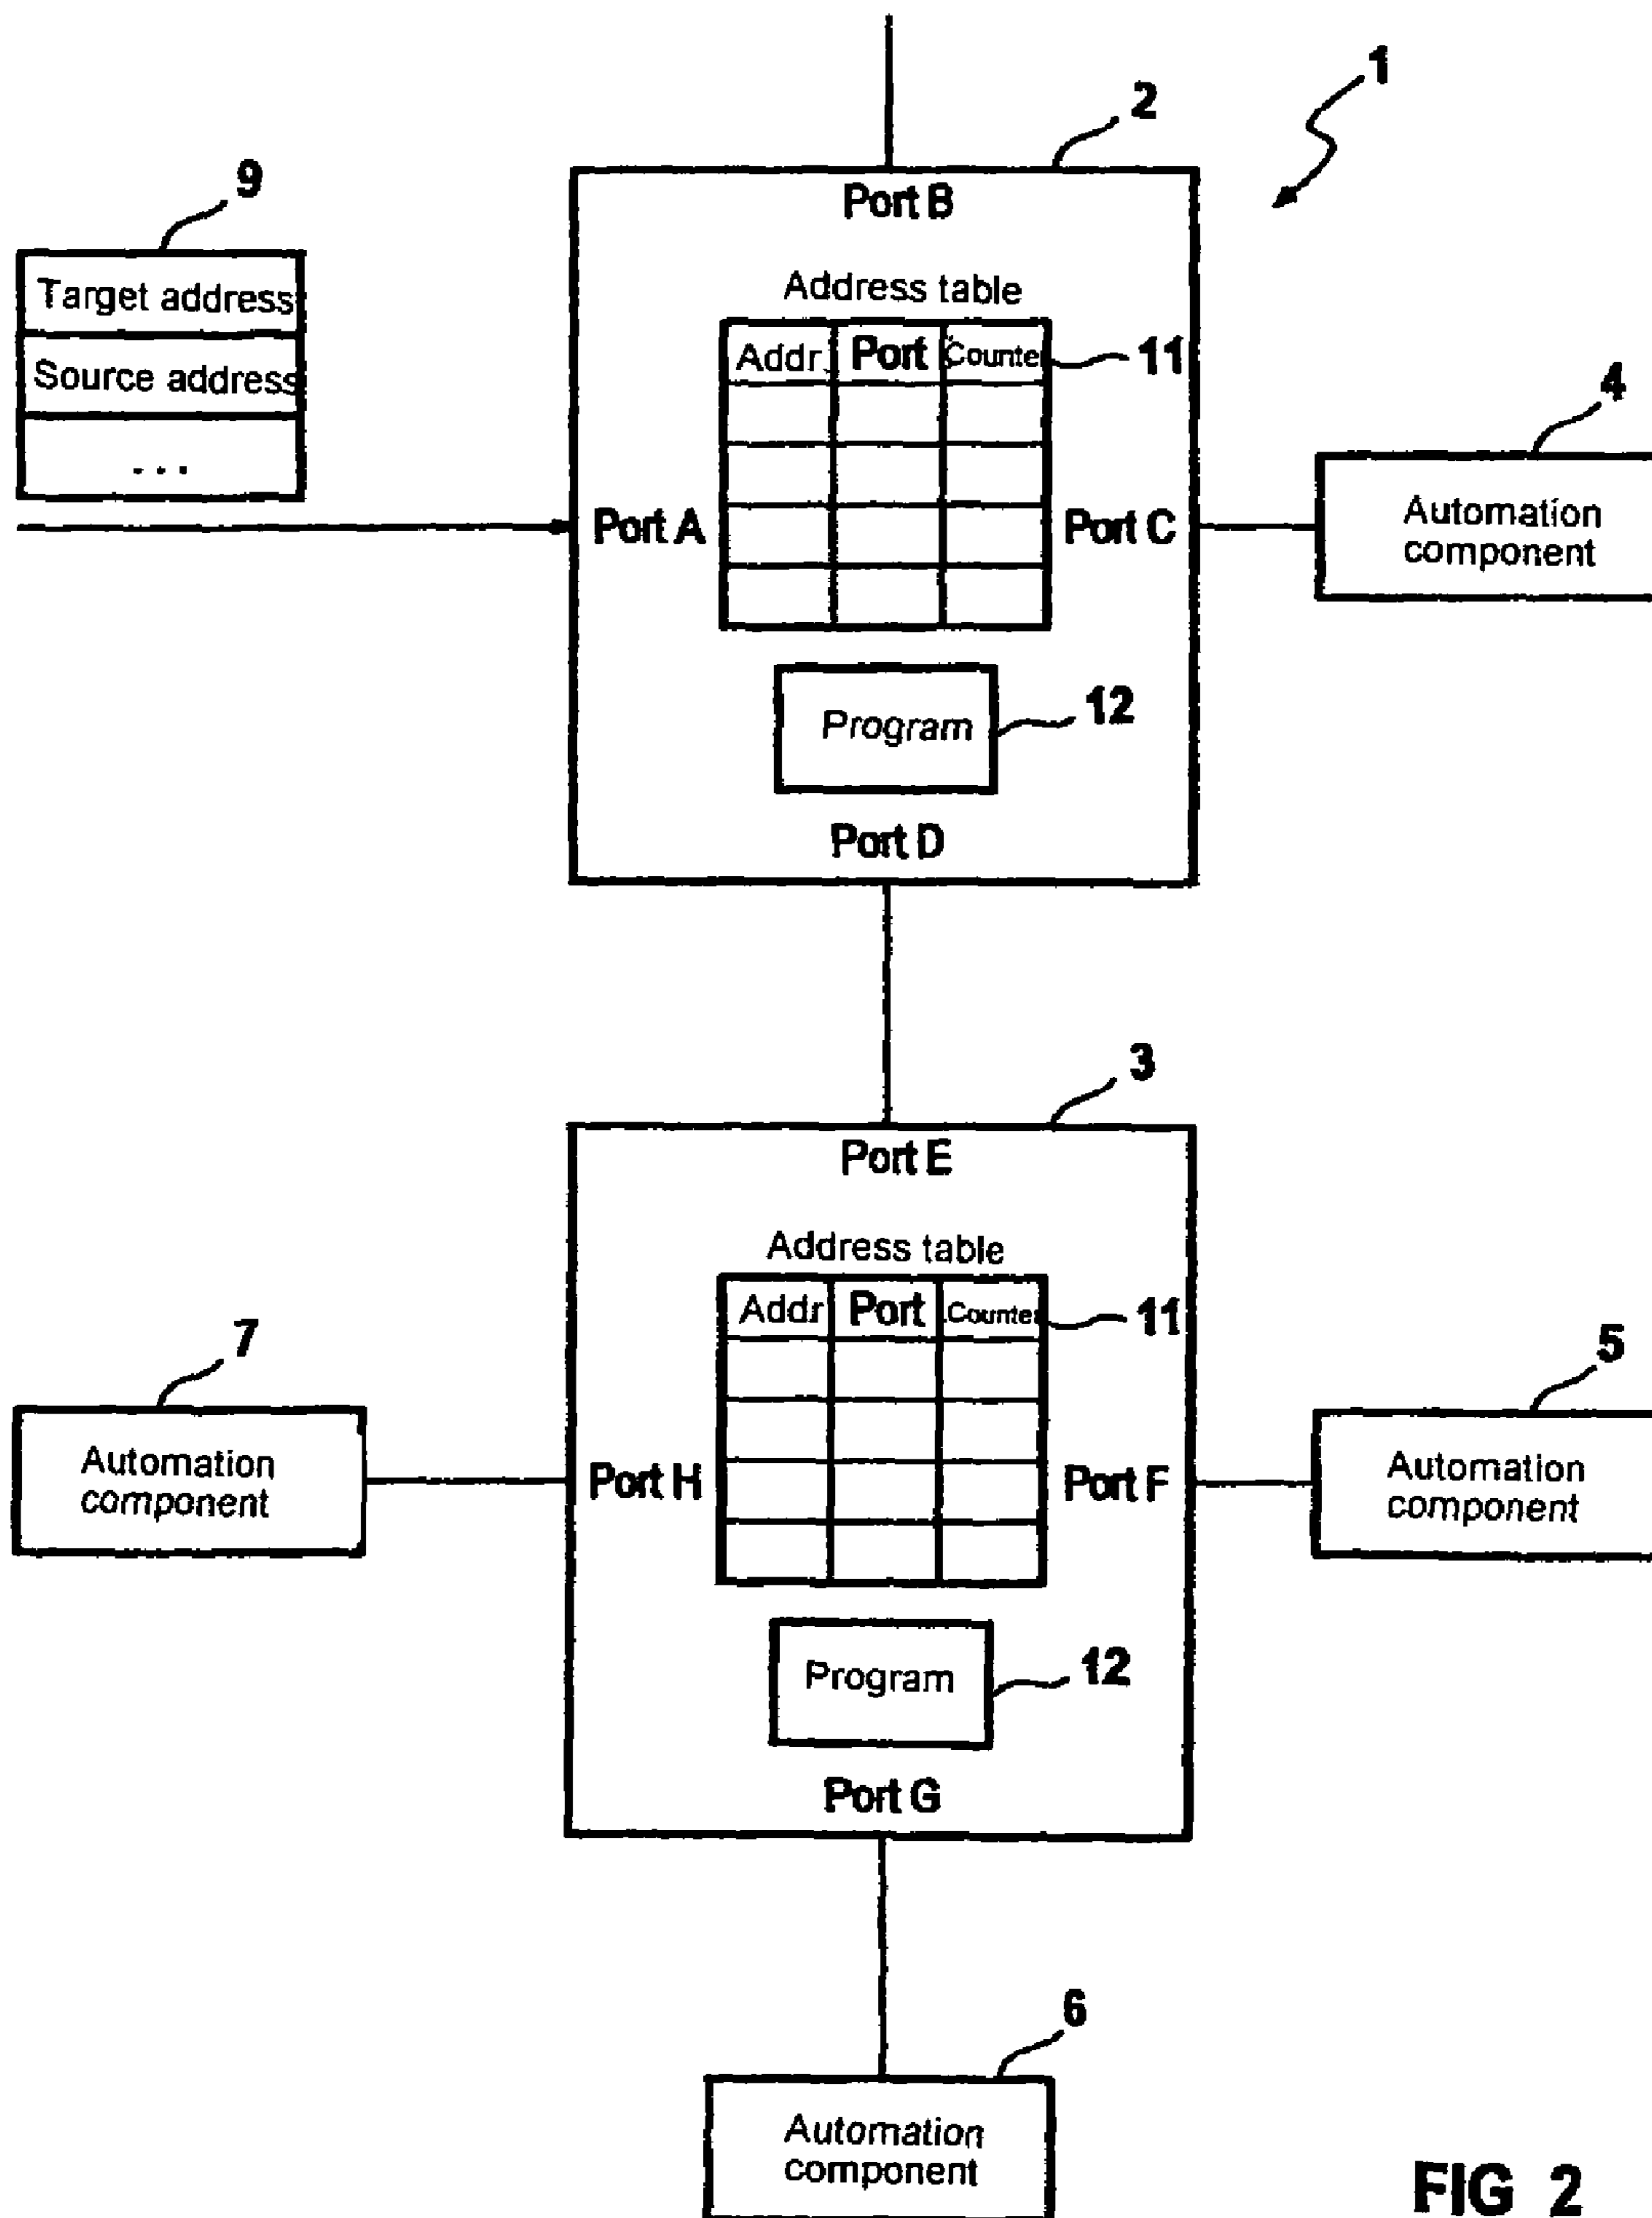 1
2
9
Port B
Target address
Source address
...
Address table
Addr. Port Counter
11
4
Port A
Port C
Automation
component
Program
12
Port D
3
Port E
Address table
Addr Port Counter
11
7
5
Automation
component
Port H
Port F
Automation
component
Program
12
Port G
6
Automation
component
FIG 2